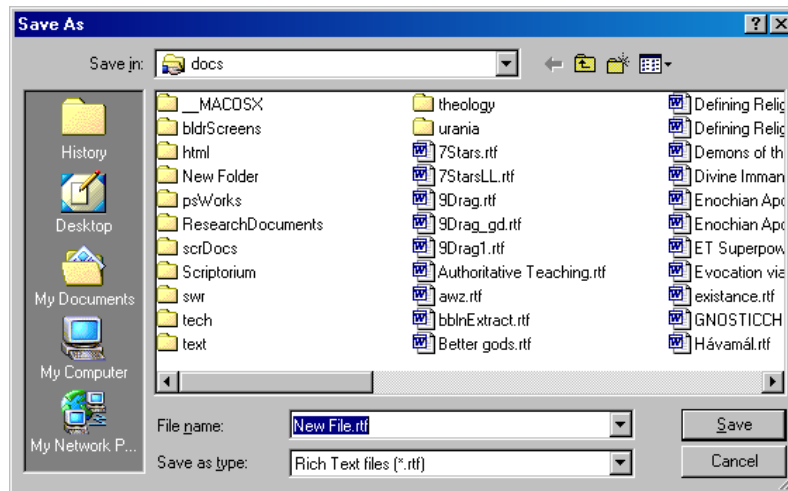 Save As
Save in:
docs
History
Desktop
My Documents
My Computer
My Network P...
__MACOSX
bldrScreens
html
New Folder
psWorks
ResearchDocuments
scrDocs
Scriptorium
swr
tech
text
theology
urania
7Stars.rtf
7StarsLL.rtf
9Drag.rtf
9Drag_gd.rtf
9Drag1.rtf
Authoritative Teaching.rtf
awz.rtf
bblnExtract.rtf
Better gods.rtf
Defining Relig
Defining Relig
Demons of th
Divine Imman
Enochian Apo
Enochian Apo
ET Superpow
Evocation via
existance.rtf
GNOSTICCH
Hávamál.rtf
File name:
New File.rtf
Save
Save as type:
Rich Text files (*.rtf)
Cancel